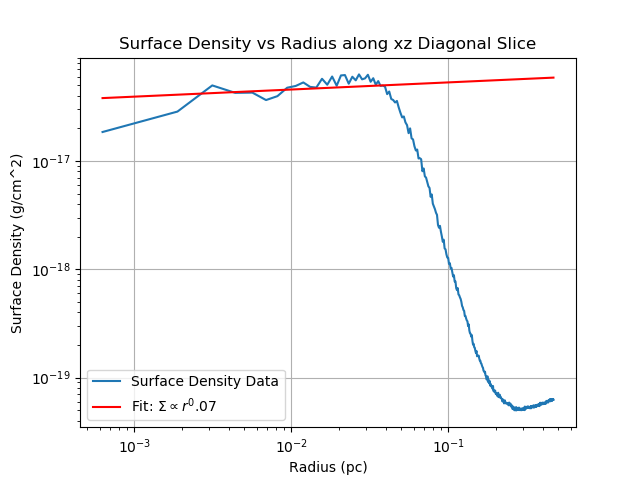 Surface Density vs Radius along xz Diagonal Slice
Surface Density (g/cm^2)
10⁻¹⁷
10⁻¹⁸
10⁻¹⁹
Surface Density Data
Fit: Σ ∝ r⁰.07
10⁻³
10⁻²
10⁻¹
Radius (pc)